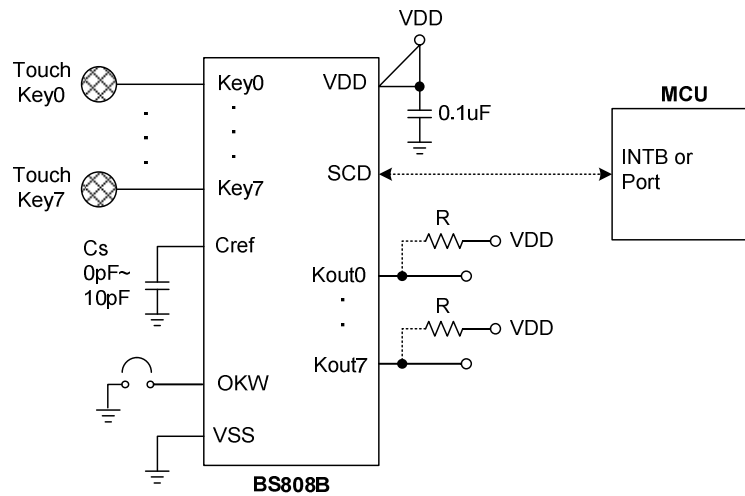 VDD
Touch
Key0
Key0
VDD
0.1uF
MCU
INTB or
Port
SCD
Touch
Key7
Key7
R
VDD
Cs
0pF~
10pF
Cref
Kout0
R
VDD
Kout7
OKW
VSS
BS808B